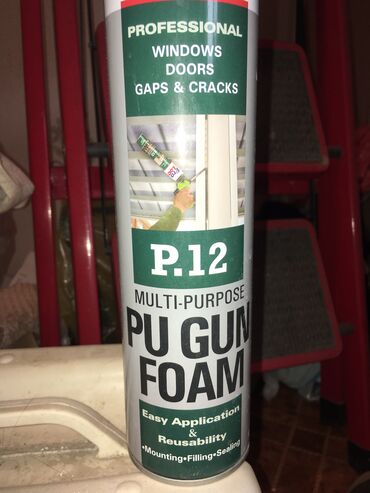 PROFESSIONAL
WINDOWS
DOORS
GAPS & CRACKS
P.12
MULTI-PURPOSE
PU GUN
FOAM
Easy Application
&
Reusability
•Mounting•Filling•Sealing